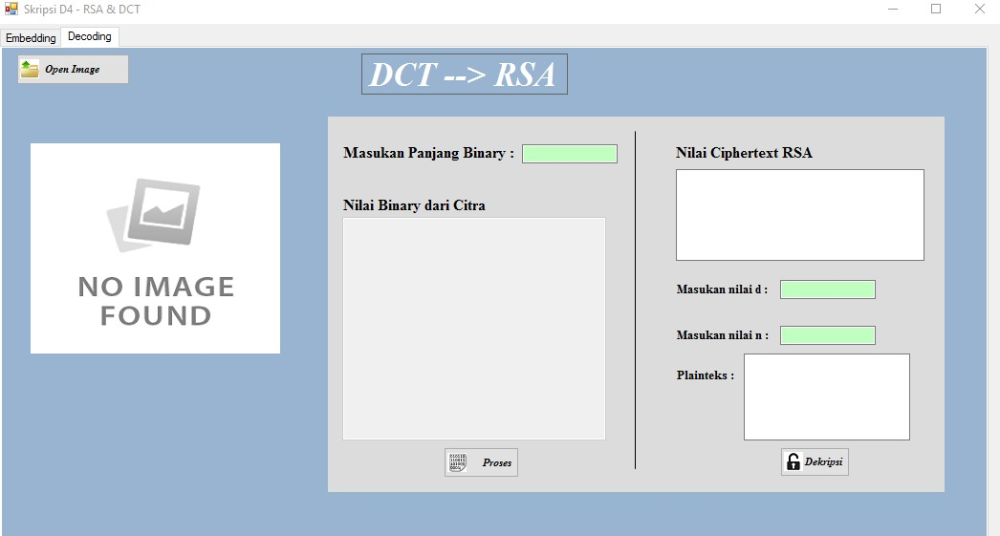 Skripsi D4 - RSA & DCT
Embedding
Decoding
Open Image
DCT --> RSA
NO IMAGE
FOUND
Masukan Panjang Binary :
Nilai Binary dari Citra
Proses
Nilai Ciphertext RSA
Masukan nilai d :
Masukan nilai n :
Plainteks :
Dekripsi